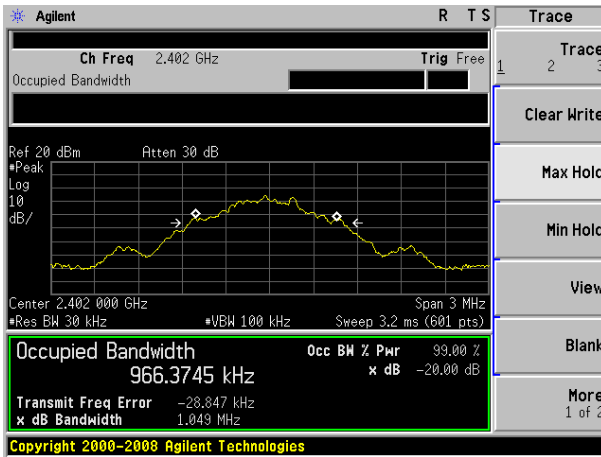 Agilent
R T S
Trace
Ch Freq 2.402 GHz
Trig Free
Occupied Bandwidth
Trace
1 2 3
Clear Write
Max Hold
Min Hold
View
Blank
More
1 of 2
Ref 20 dBm
Atten 30 dB
*Peak
Log
10
dB/
Center 2.402 000 GHz
Span 3 MHz
*Res BW 30 kHz
*VBW 100 kHz
Sweep 3.2 ms (601 pts)
Occupied Bandwidth
966.3745 kHz
Occ BW % Pwr 99.00 %
x dB -20.00 dB
Transmit Freq Error -28.847 kHz
x dB Bandwidth 1.049 MHz
Copyright 2000-2008 Agilent Technologies